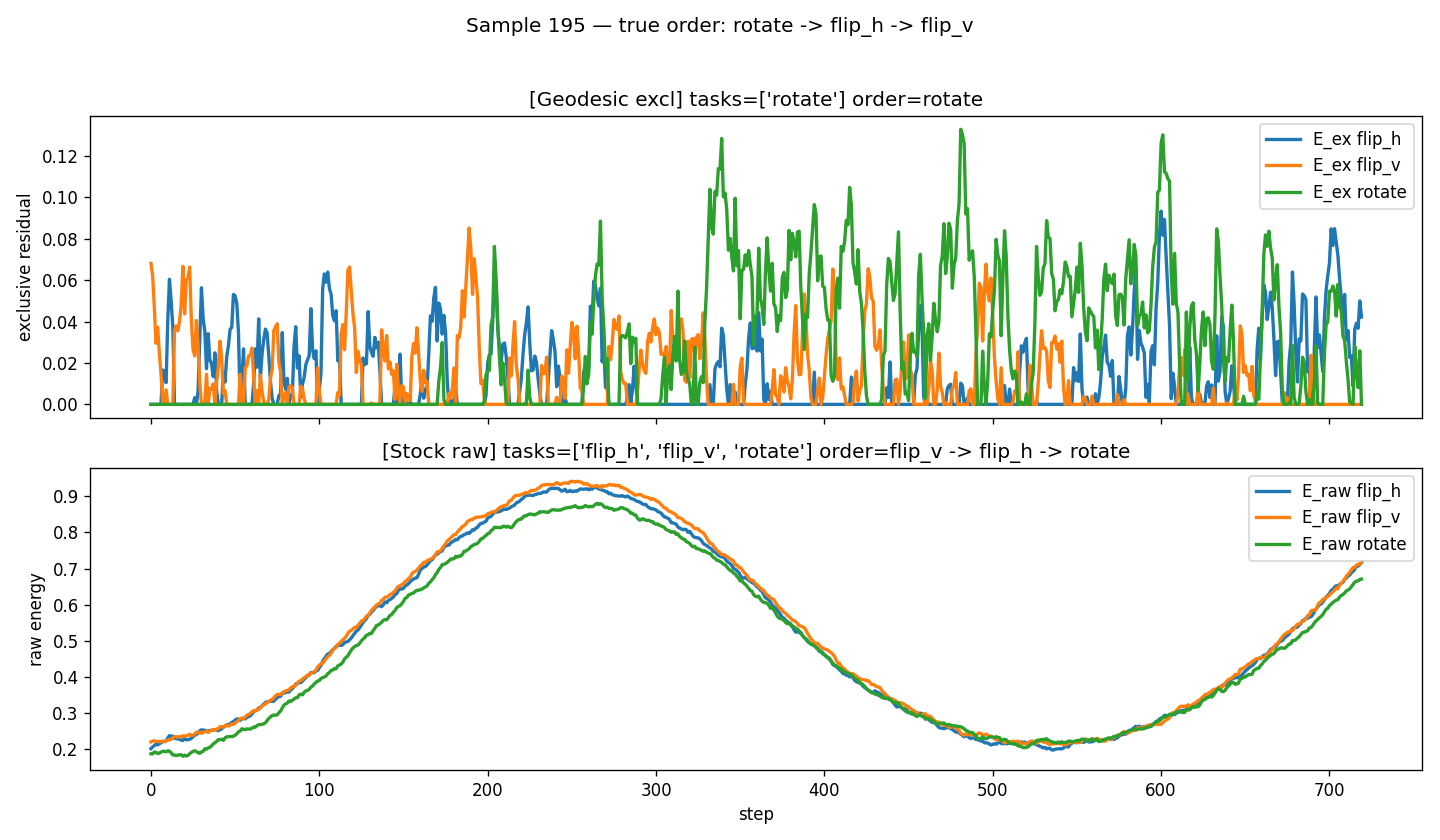 Sample 195 — true order: rotate -> flip_h -> flip_v
[Geodesic excl] tasks=['rotate'] order=rotate
exclusive residual
0.12
0.10
0.08
0.06
0.04
0.02
0.00
E_ex flip_h
E_ex flip_v
E_ex rotate
[Stock raw] tasks=['flip_h', 'flip_v', 'rotate'] order=flip_v -> flip_h -> rotate
raw energy
0.9
0.8
0.7
0.6
0.5
0.4
0.3
0.2
E_raw flip_h
E_raw flip_v
E_raw rotate
0 100 200 300 400 500 600 700
step